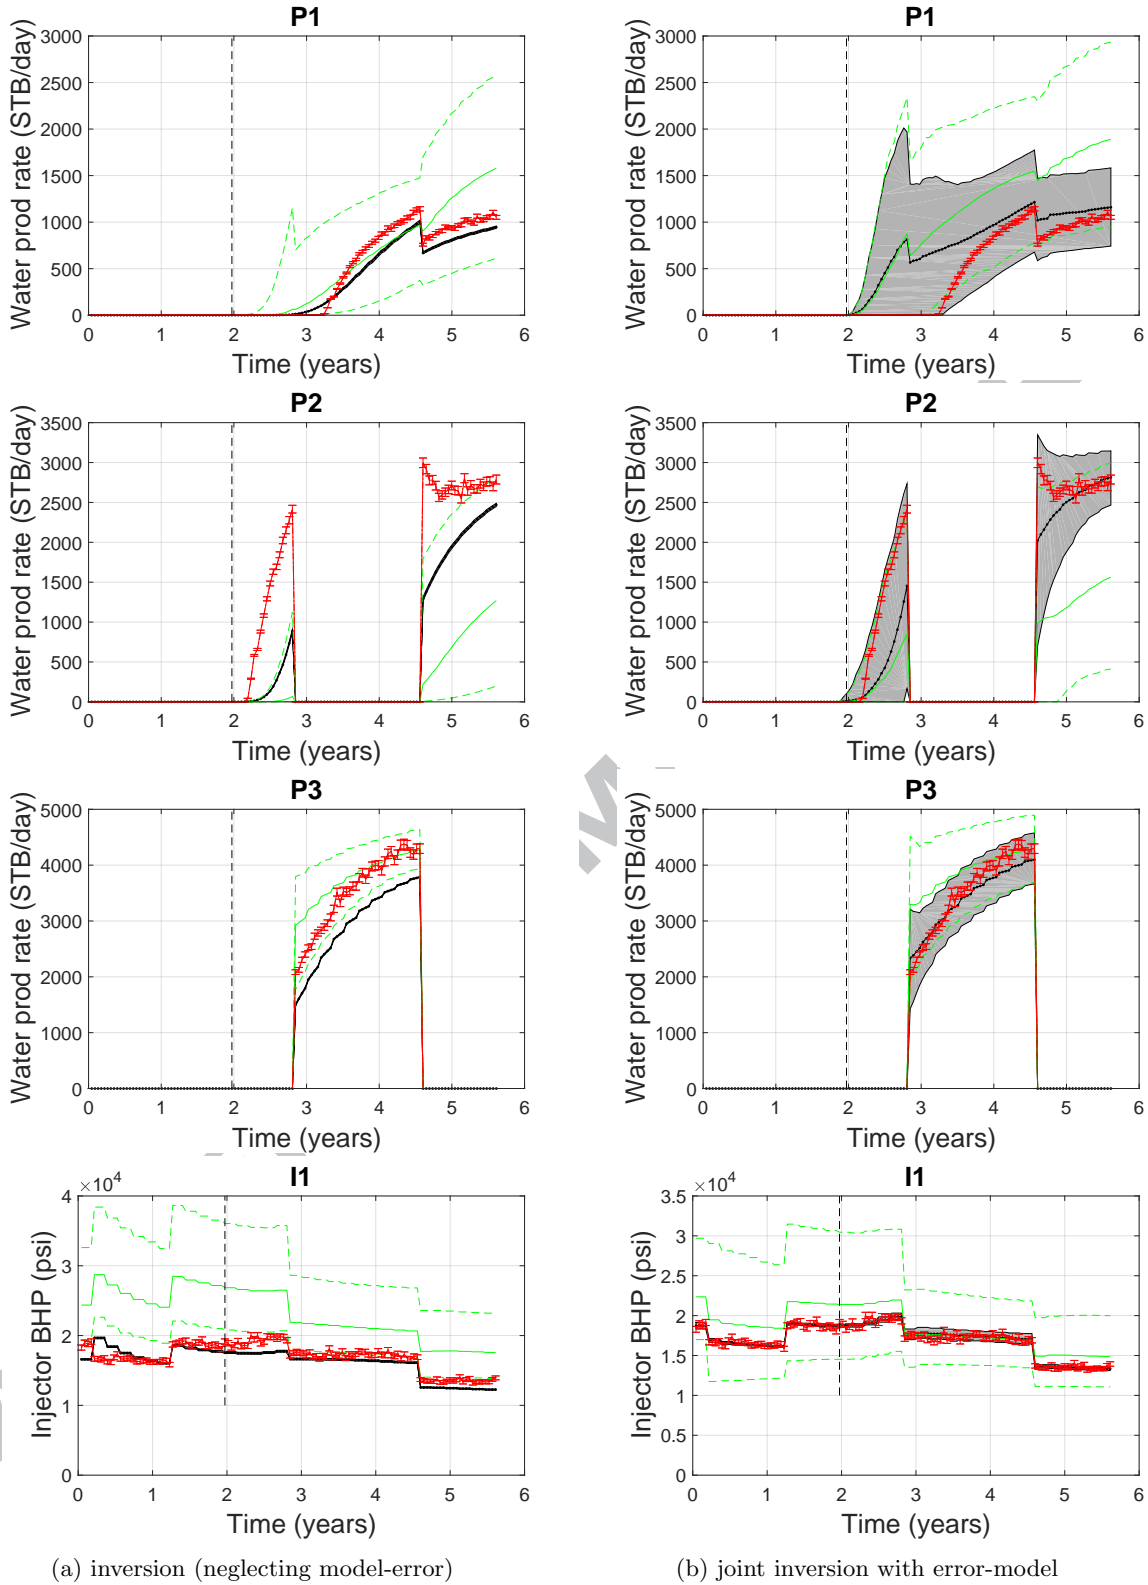 P1
Water prod rate (STB/day)
3000
2500
2000
1500
1000
500
0
0 1 2 3 4 5 6
Time (years)
P1
Water prod rate (STB/day)
3000
2500
2000
1500
1000
500
0
0 1 2 3 4 5 6
Time (years)
P2
Water prod rate (STB/day)
3500
3000
2500
2000
1500
1000
500
0
0 1 2 3 4 5 6
Time (years)
P2
Water prod rate (STB/day)
3500
3000
2500
2000
1500
1000
500
0
0 1 2 3 4 5 6
Time (years)
P3
Water prod rate (STB/day)
5000
4000
3000
2000
1000
0
0 1 2 3 4 5 6
Time (years)
P3
Water prod rate (STB/day)
5000
4000
3000
2000
1000
0
0 1 2 3 4 5 6
Time (years)
I1
×10⁴
Injector BHP (psi)
4
3
2
1
0
0 1 2 3 4 5 6
Time (years)
I1
×10⁴
Injector BHP (psi)
3.5
3
2.5
2
1.5
1
0.5
0
0 1 2 3 4 5 6
Time (years)
(a) inversion (neglecting model-error)
(b) joint inversion with error-model